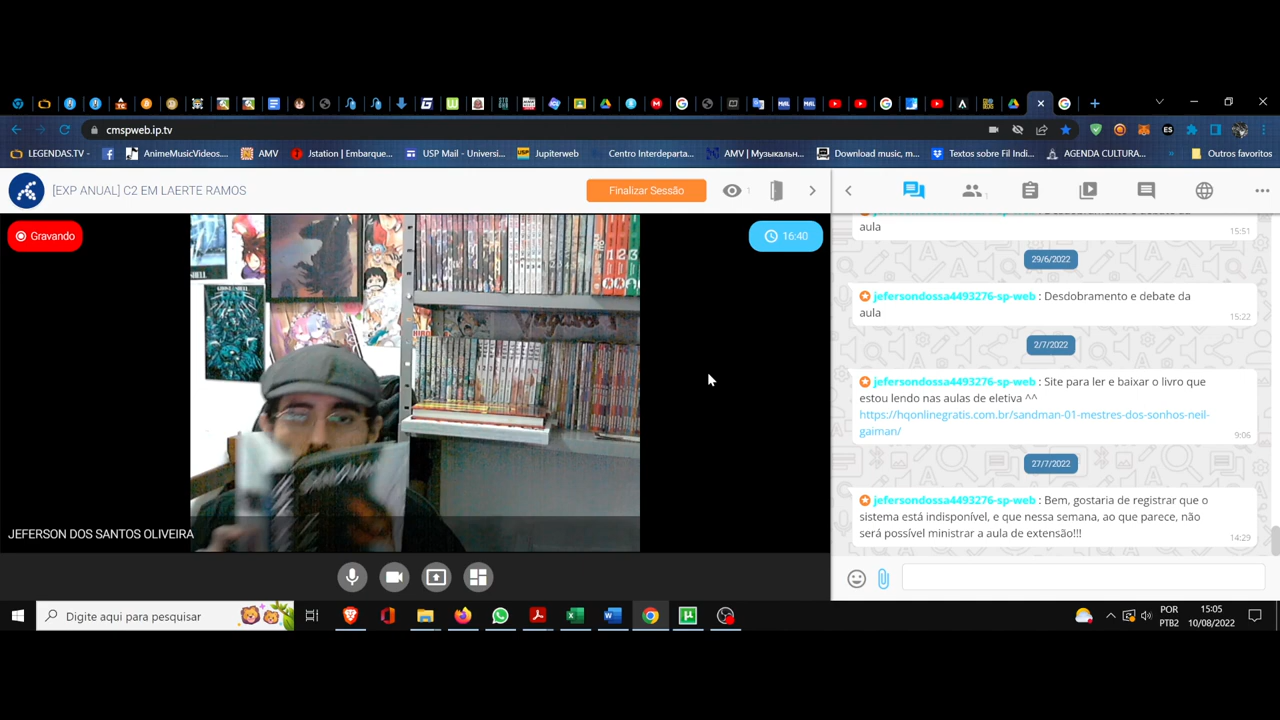 cmspweb.ip.tv
LEGENDAS.TV -
AnimeMusicVideos....
AMV
Jstation | Embarque...
USP Mail - Universi...
Jupiterweb
Centro Interdeparta...
AMV | Музыкальн...
Download music, m...
Textos sobre Fil Indi...
AGENDA CULTURA...
»
Outros favoritos
[EXP ANUAL] C2 EM LAERTE RAMOS
Finalizar Sessão
1
1
Gravando
16:40
JEFERSON DOS SANTOS OLIVEIRA
aula
15:51
29/6/2022
jefersondossa4493276-sp-web : Desdobramento e debate da
aula
15:22
2/7/2022
jefersondossa4493276-sp-web : Site para ler e baixar o livro que
estou lendo nas aulas de eletiva ^^
https://hqonlinegratis.com.br/sandman-01-mestres-dos-sonhos-neil-
gaiman/
9:06
27/7/2022
jefersondossa4493276-sp-web : Bem, gostaria de registrar que o
sistema está indisponível, e que nessa semana, ao que parece, não
será possível ministrar a aula de extensão!!!
14:29
Digite aqui para pesquisar
POR
PTB2
15:05
10/08/2022